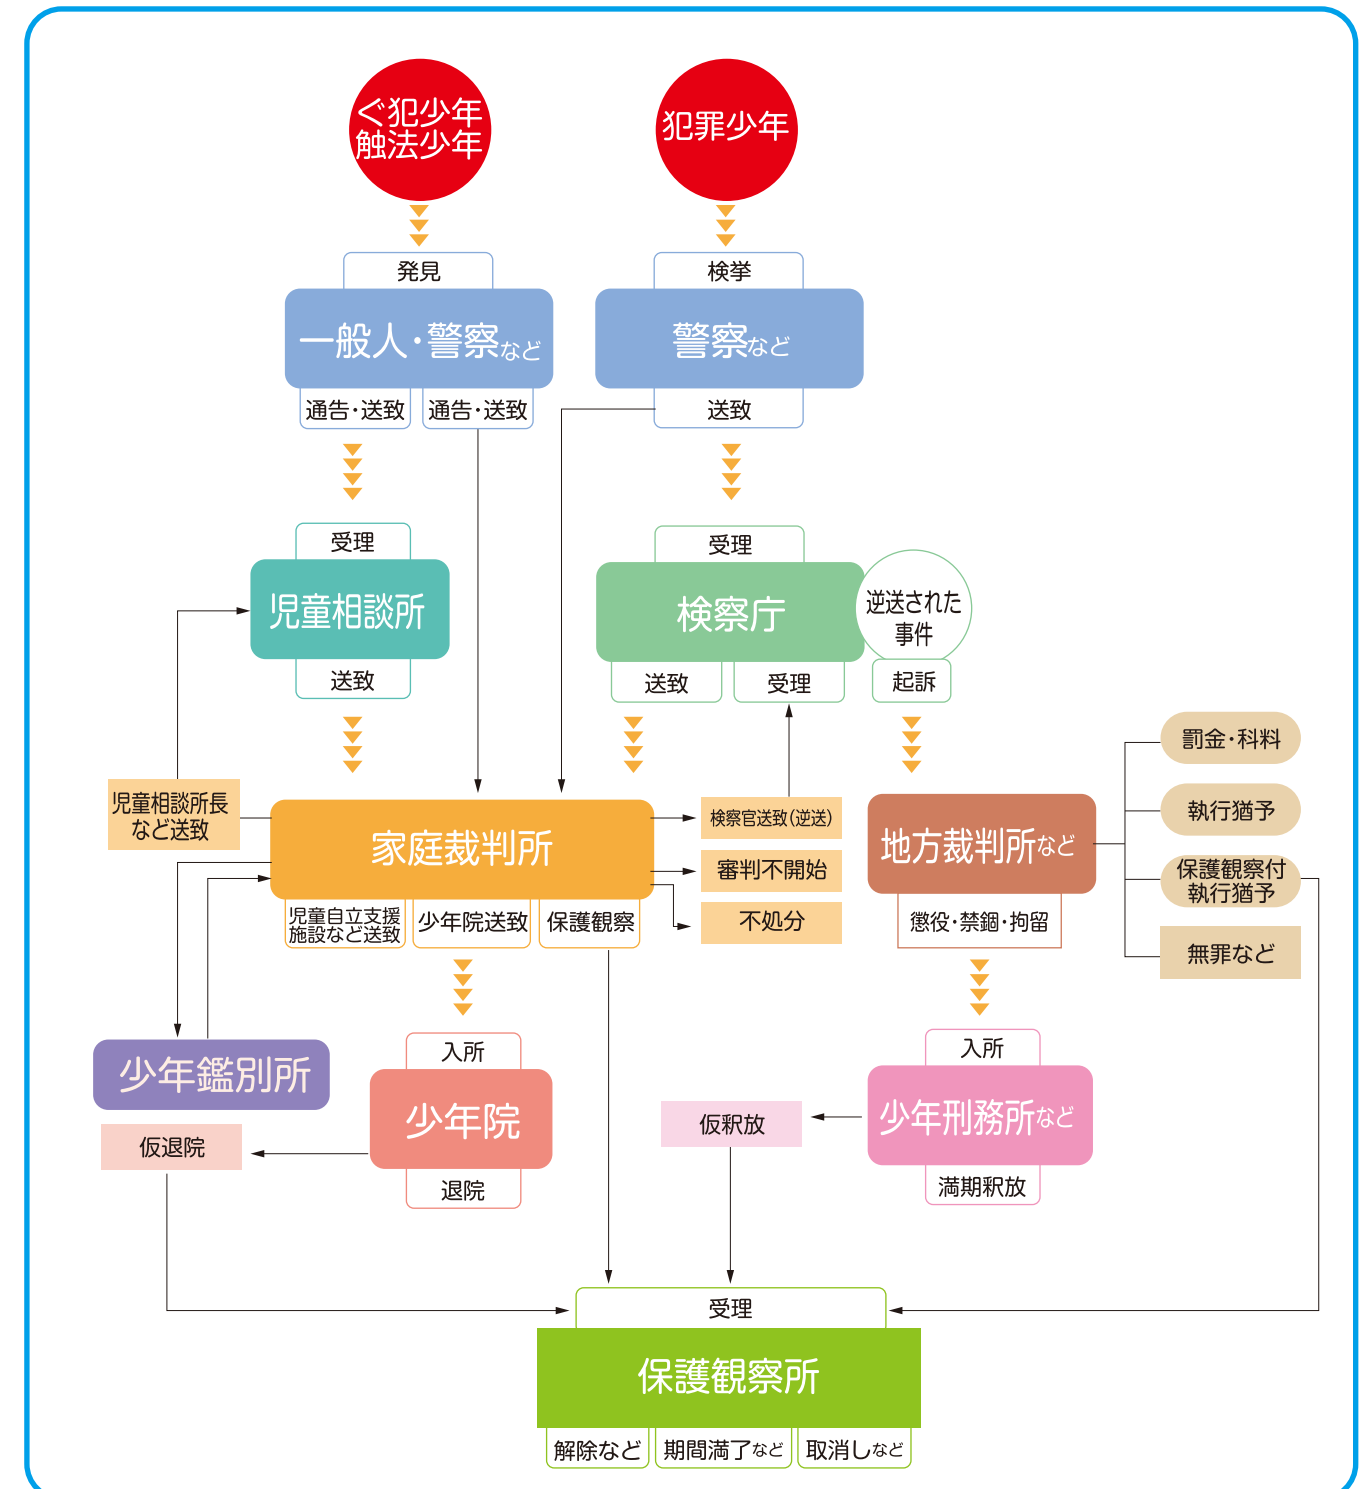 ぐ犯少年
触法少年
犯罪少年
発見
検挙
一般人・警察など
警察など
通告・送致
通告・送致
送致
受理
受理
児童相談所
検察庁
逆送された
事件
送致
送致
受理
起訴
罰金・科料
児童相談所長
など送致
執行猶予
家庭裁判所
検察官送致(逆送)
地方裁判所など
審判不開始
保護観察付
執行猶予
児童自立支援
施設など送致
少年院送致
保護観察
不処分
懲役・禁錮・拘留
無罪など
少年鑑別所
入所
入所
少年院
仮釈放
少年刑務所など
仮退院
退院
満期釈放
受理
保護観察所
解除など
期間満了など
取消しなど